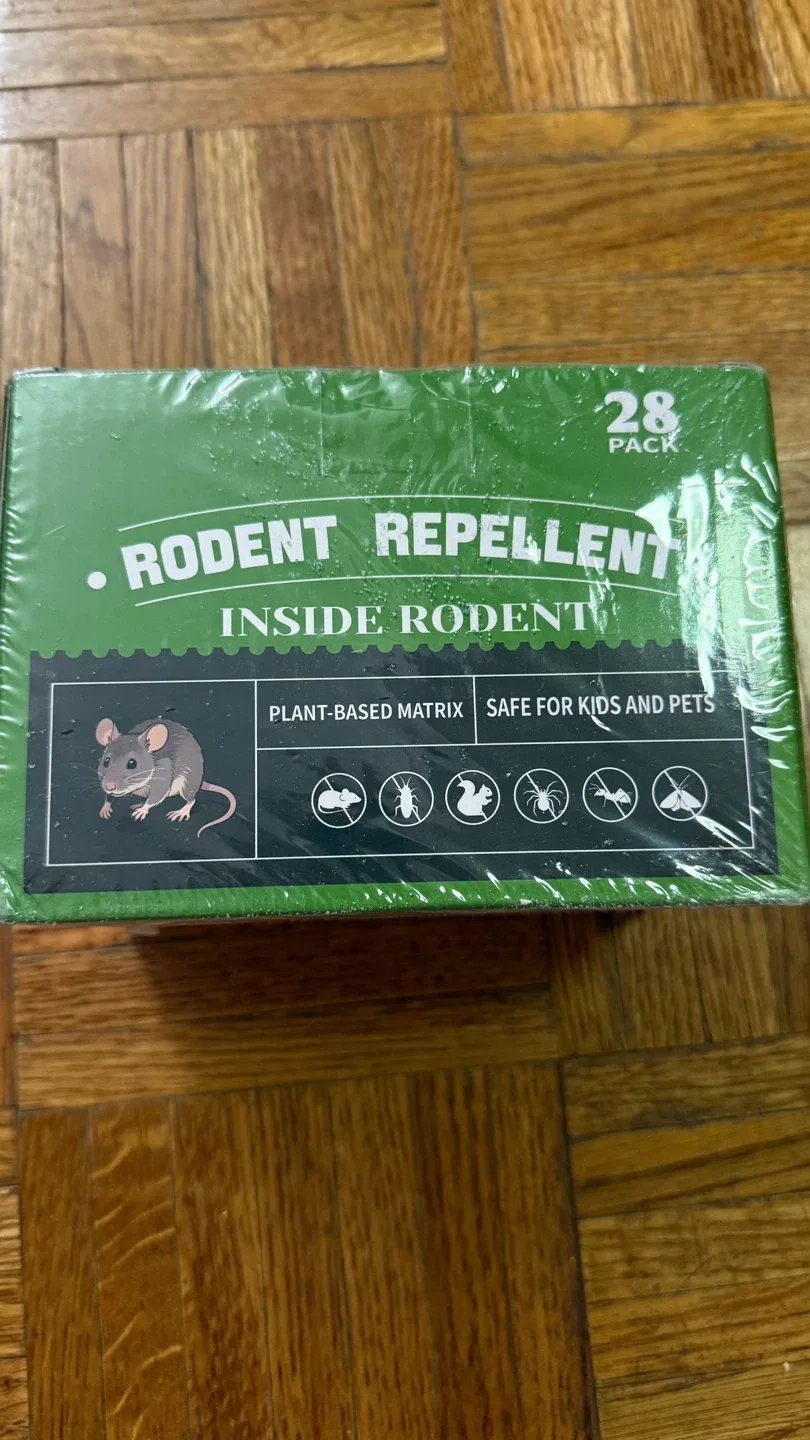 28
PACK
• RODENT REPELLENT
INSIDE RODENT
PLANT-BASED MATRIX
SAFE FOR KIDS AND PETS